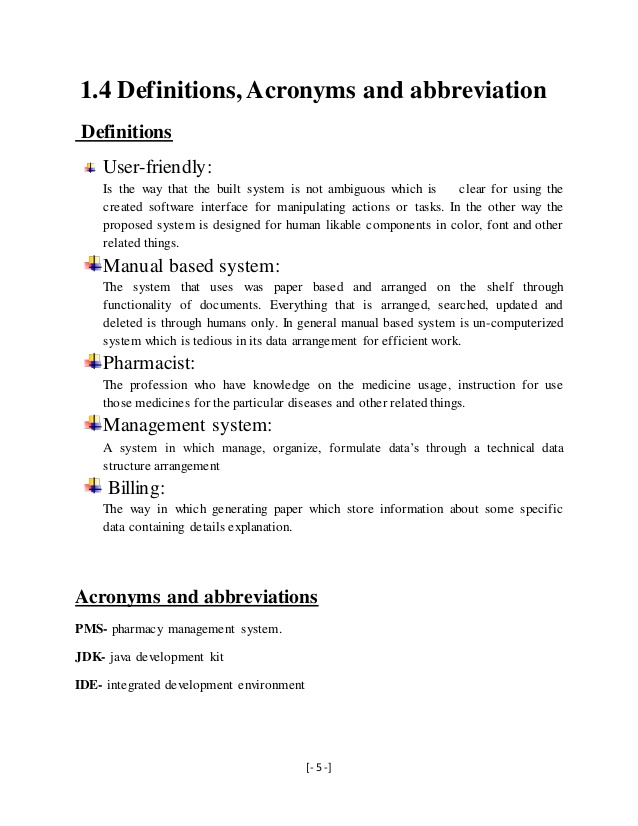 1.4 Definitions, Acronyms and abbreviation
Definitions
User-friendly:
Is the way that the built system is not ambiguous which is clear for using the
created software interface for manipulating actions or tasks. In the other way the
proposed system is designed for human likable components in color, font and other
related things.
Manual based system:
The system that uses was paper based and arranged on the shelf through
functionality of documents. Everything that is arranged, searched, updated and
deleted is through humans only. In general manual based system is un-computerized
system which is tedious in its data arrangement for efficient work.
Pharmacist:
The profession who have knowledge on the medicine usage, instruction for use
those medicines for the particular diseases and other related things.
Management system:
A system in which manage, organize, formulate data’s through a technical data
structure arrangement
Billing:
The way in which generating paper which store information about some specific
data containing details explanation.
Acronyms and abbreviations
PMS- pharmacy management system.
JDK- java development kit
IDE- integrated development environment
[- 5 -]